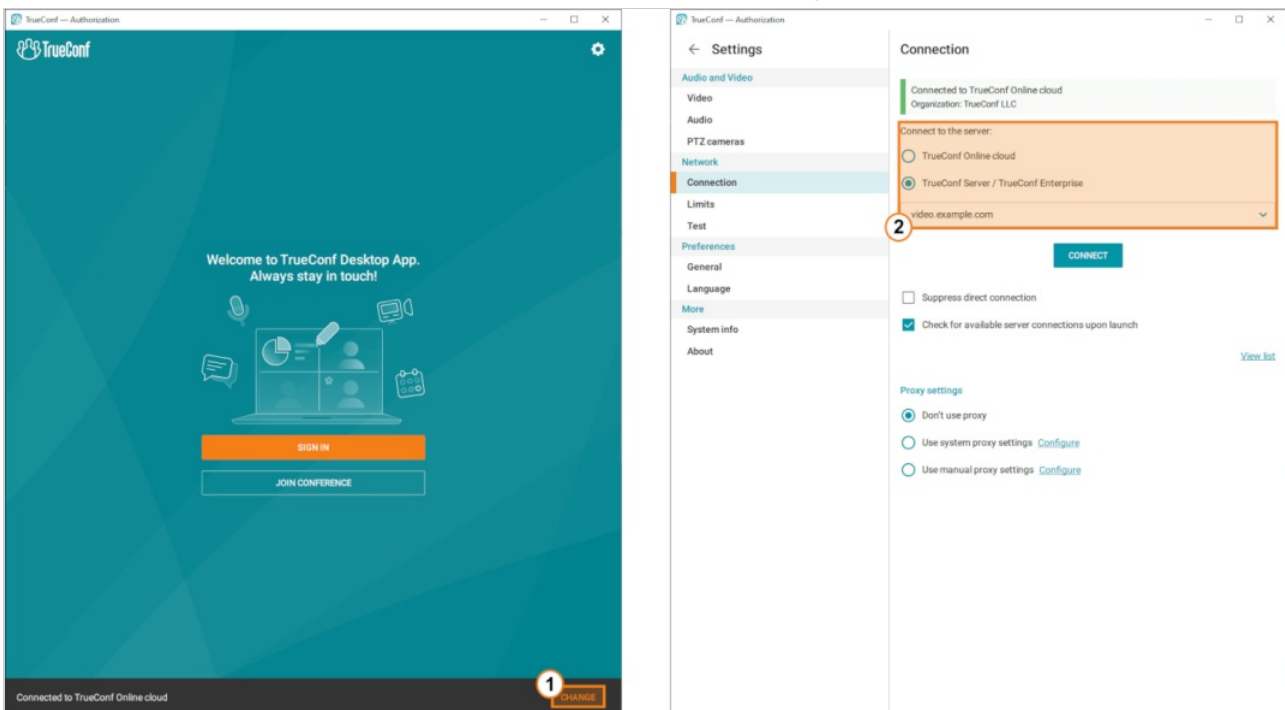 TrueConf — Authorization
TrueConf
Welcome to TrueConf Desktop App.
Always stay in touch!
SIGN IN
JOIN CONFERENCE
Connected to TrueConf Online cloud
1
CHANGE
TrueConf — Authorization
Settings
Audio and Video
Video
Audio
PTZ cameras
Network
Connection
Limits
Test
Preferences
General
Language
More
System info
About
Connection
Connected to TrueConf Online cloud
Organization: TrueConf LLC
Connect to the server:
TrueConf Online cloud
TrueConf Server / TrueConf Enterprise
video.example.com
2
CONNECT
Suppress direct connection
Check for available server connections upon launch
View list
Proxy settings
Don't use proxy
Use system proxy settings Configure
Use manual proxy settings Configure